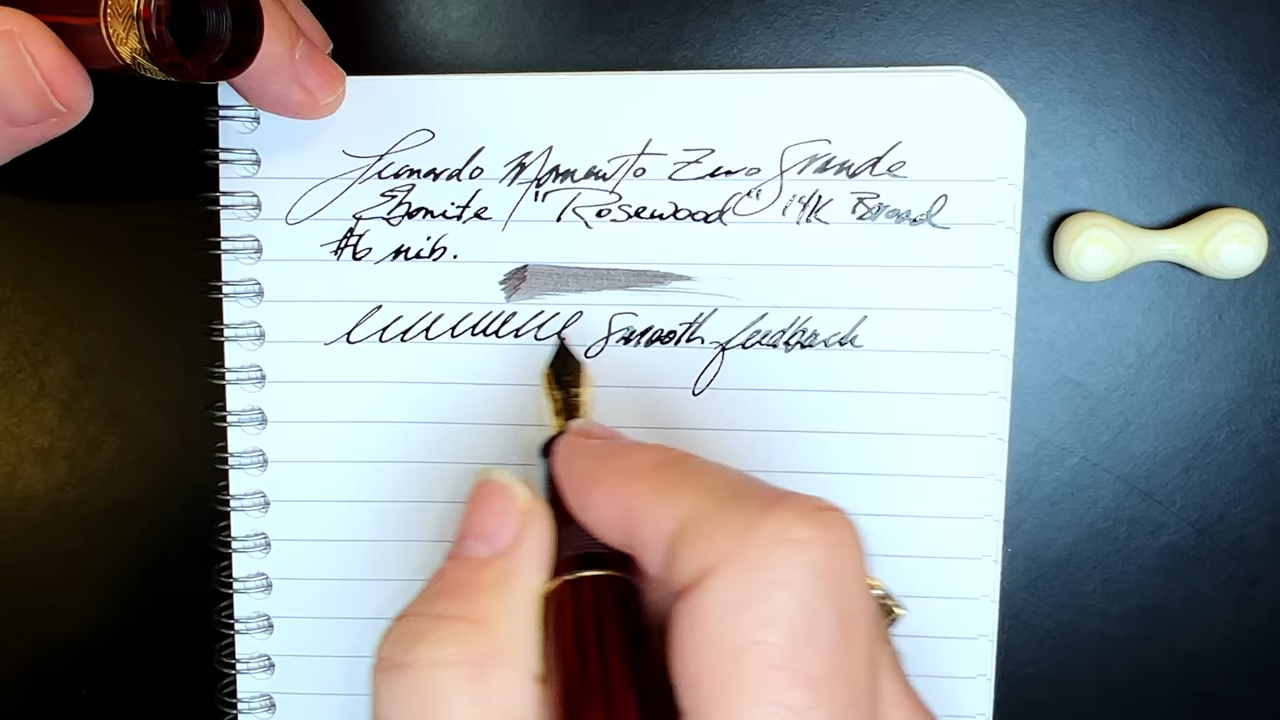 Leonardo Momento Zero Grande
Ebonite / "Rosewood" 14K Broad
#6 nib.
Smooth feedback